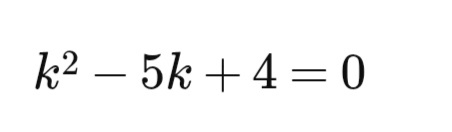 k² − 5k + 4 = 0